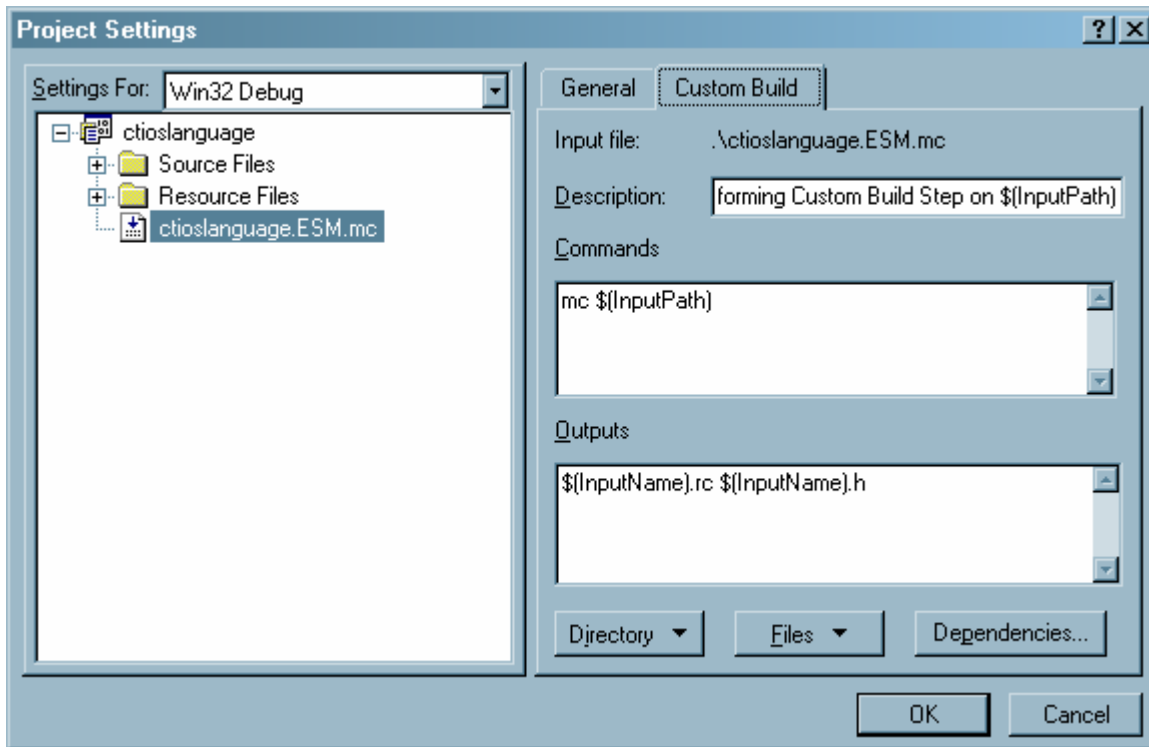 Project Settings
Settings For: Win32 Debug
ctioslanguage
Source Files
Resource Files
ctioslanguage.ESM.mc
General Custom Build
Input file: .\ctioslanguage.ESM.mc
Description: forming Custom Build Step on $(InputPath)
Commands
mc $(InputPath)
Outputs
$(InputName).rc $(InputName).h
Directory Files Dependencies...
OK Cancel